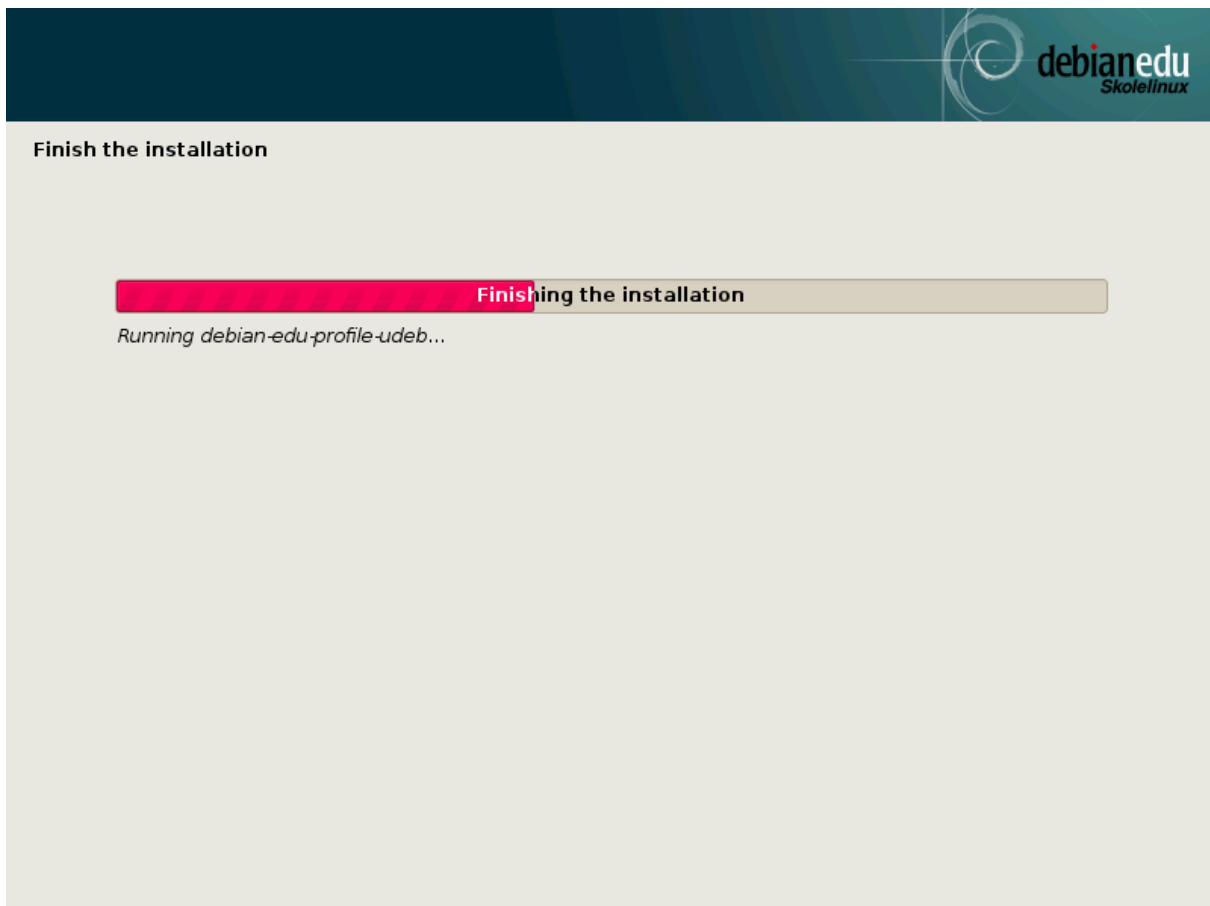 debianedu
Skolelinux
Finish the installation
Finishing the installation
Running debian-edu-profile-udeb...